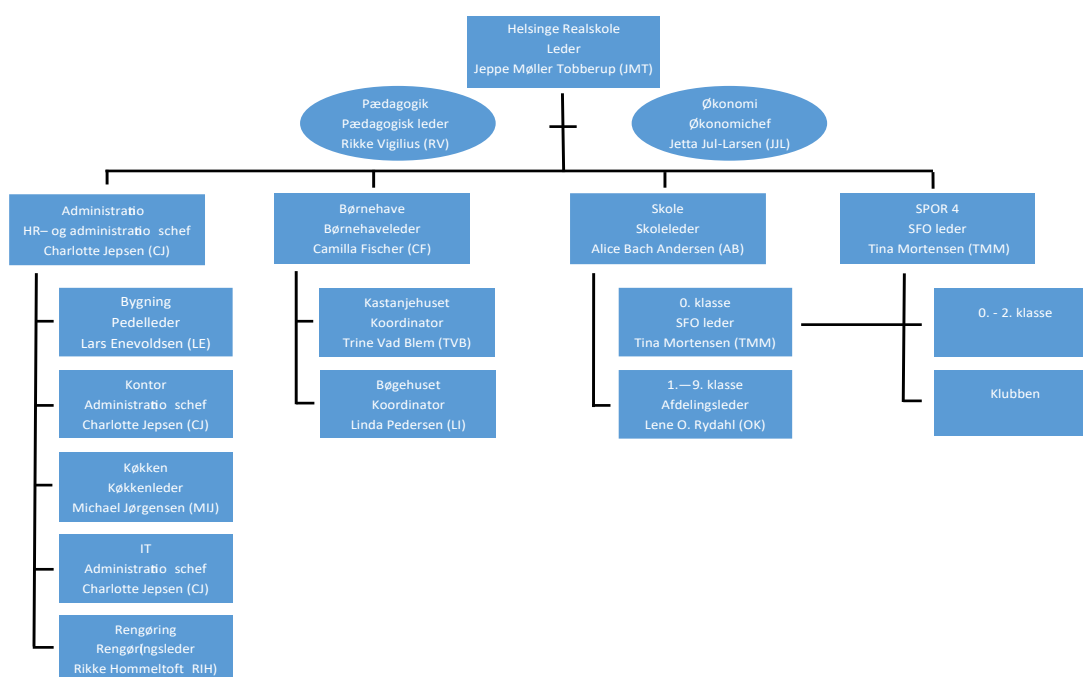 Helsinge Realskole
Leder
Jeppe Møller Tobberup (JMT)
Pædagogik
Pædagogisk leder
Rikke Vigilius (RV)
Økonomi
Økonomichef
Jetta Jul-Larsen (JJL)
Administratio
HR– og administratio schef
Charlotte Jepsen (CJ)
Børnehave
Børnehaveleder
Camilla Fischer (CF)
Skole
Skoleleder
Alice Bach Andersen (AB)
SPOR 4
SFO leder
Tina Mortensen (TMM)
Bygning
Pedelleder
Lars Enevoldsen (LE)
Kastanjehuset
Koordinator
Trine Vad Blem (TVB)
0. klasse
SFO leder
Tina Mortensen (TMM)
0. - 2. klasse
Kontor
Administratio schef
Charlotte Jepsen (CJ)
Bøgehuset
Koordinator
Linda Pedersen (LI)
1.—9. klasse
Afdelingsleder
Lene O. Rydahl (OK)
Klubben
Køkken
Køkkenleder
Michael Jørgensen (MIJ)
IT
Administratio schef
Charlotte Jepsen (CJ)
Rengøring
Rengør(ngsleder
Rikke Hommeltoft RIH)